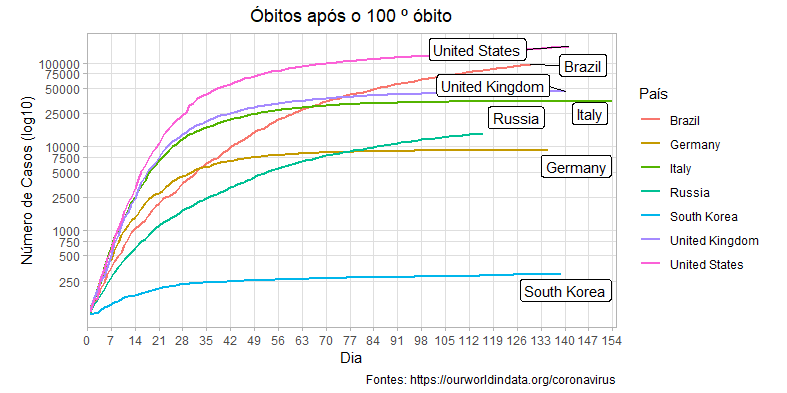 Óbitos após o 100 º óbito
Número de Casos (log10)
100000
75000
50000
25000
10000
7500
5000
2500
1000
750
500
250
United States
Brazil
United Kingdom
Italy
Russia
Germany
South Korea
0 7 14 21 28 35 42 49 56 63 70 77 84 91 98 105 112 119 126 133 140 147 154
Dia
País
Brazil
Germany
Italy
Russia
South Korea
United Kingdom
United States
Fontes: https://ourworldindata.org/coronavirus